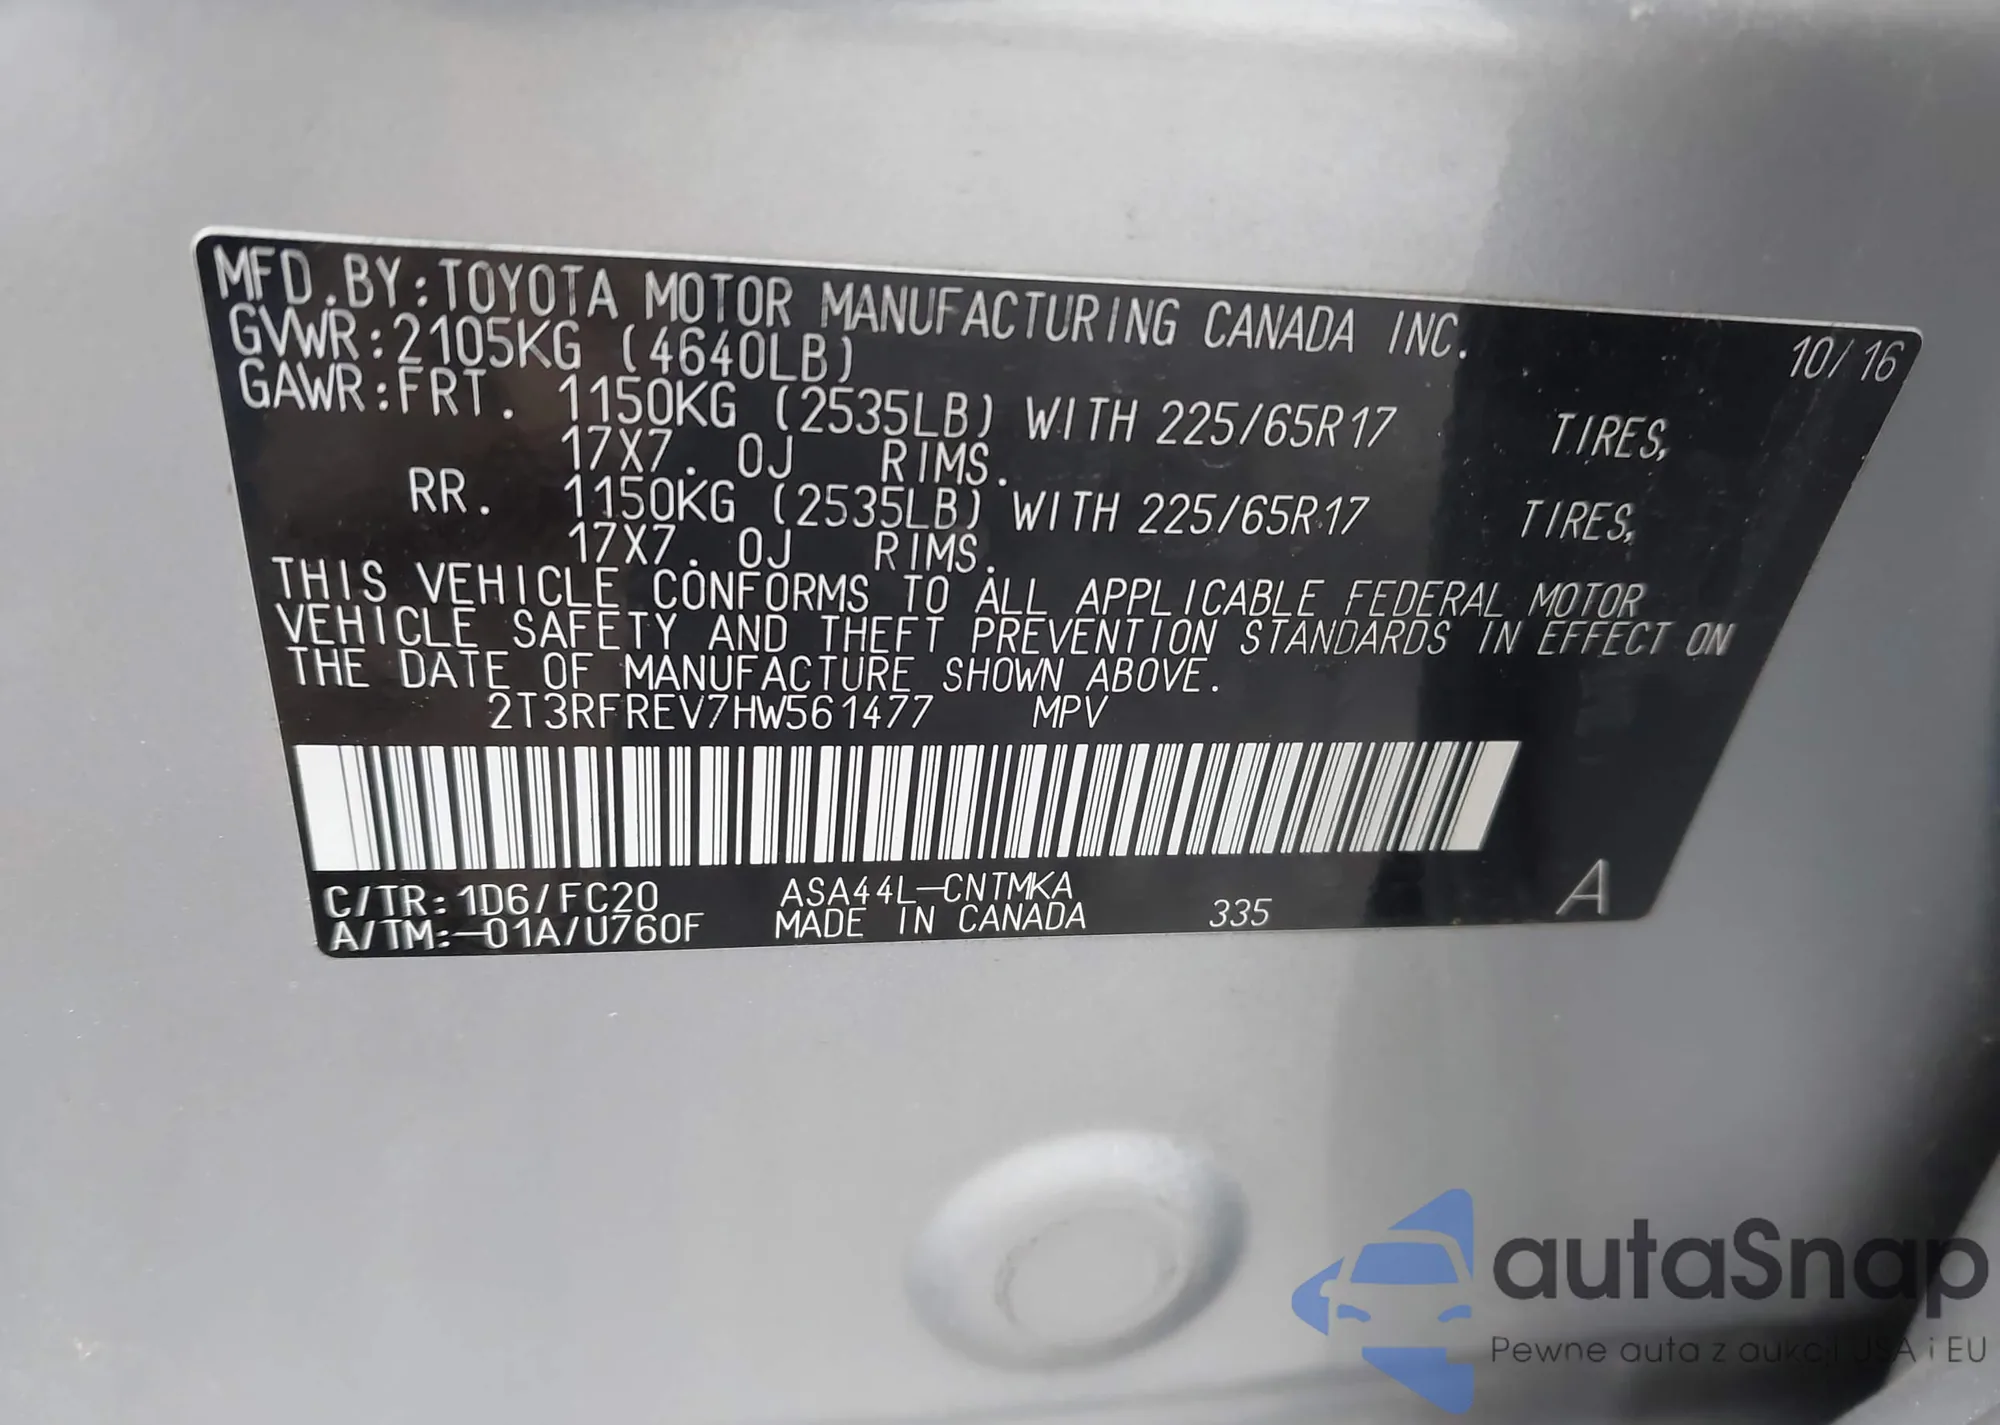 MFD.BY:TOYOTA MOTOR MANUFACTURING CANADA INC. 10/16
GVWR:2105KG (4640LB)
GAWR:FRT. 1150KG (2535LB) WITH 225/65R17 TIRES,
17X7.0J RIMS.
RR. 1150KG (2535LB) WITH 225/65R17 TIRES,
17X7.0J RIMS.
THIS VEHICLE CONFORMS TO ALL APPLICABLE FEDERAL MOTOR
VEHICLE SAFETY AND THEFT PREVENTION STANDARDS IN EFFECT ON
THE DATE OF MANUFACTURE SHOWN ABOVE.
2T3RFREV7HW561477 MPV
C/TR:1D6/FC20 ASA44L-CNTMKA A
A/TM:-01A/U760F MADE IN CANADA 335
autaSnap
Pewne auta z aukcji USA i EU